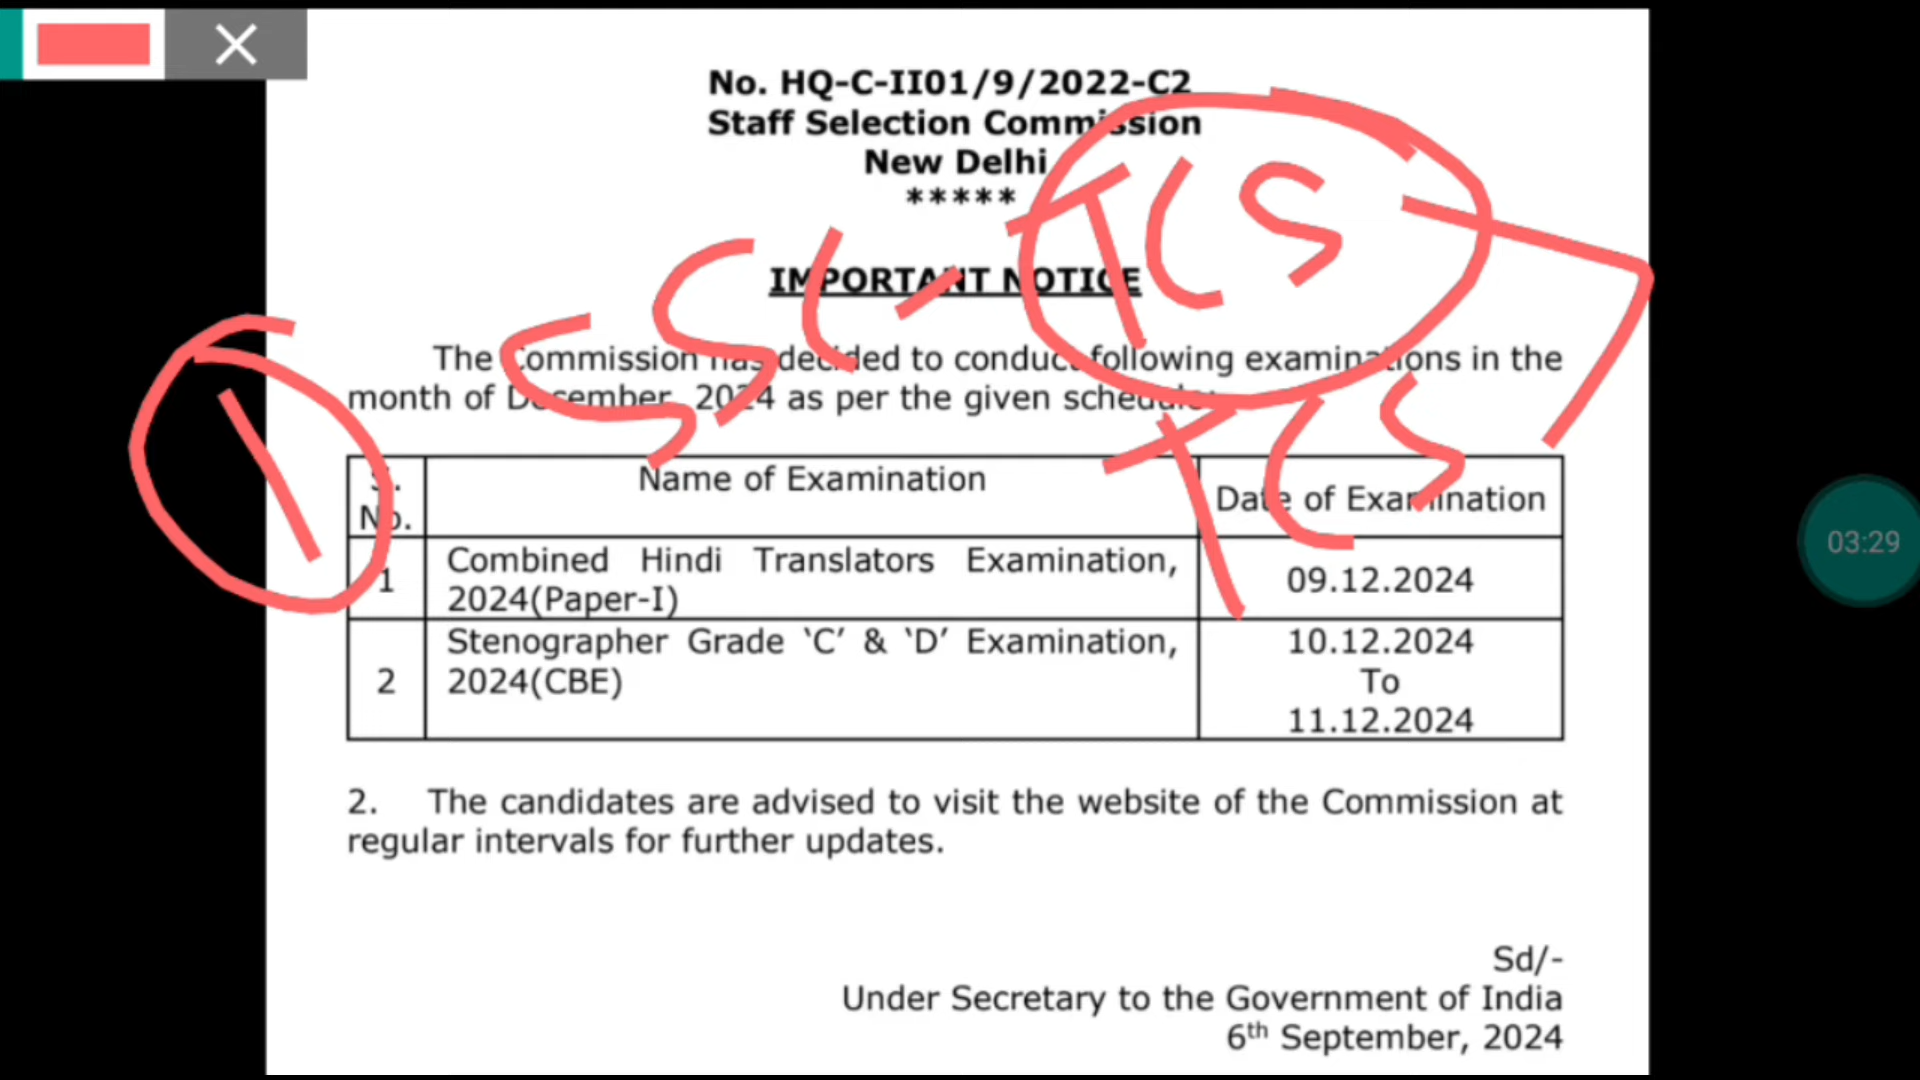 No. HQ-C-II01/9/2022-C2
Staff Selection Commission
New Delhi
*****
IMPORTANT NOTICE
SSC - TCS
TCS
1
The Commission has decided to conduct following examinations in the
month of December, 2024 as per the given schedule:
S. No. Name of Examination Date of Examination
1 Combined Hindi Translators Examination, 2024(Paper-I) 09.12.2024
2 Stenographer Grade ‘C’ & ‘D’ Examination, 2024(CBE) 10.12.2024 To 11.12.2024
2. The candidates are advised to visit the website of the Commission at
regular intervals for further updates.
Sd/-
Under Secretary to the Government of India
6th September, 2024
03:29